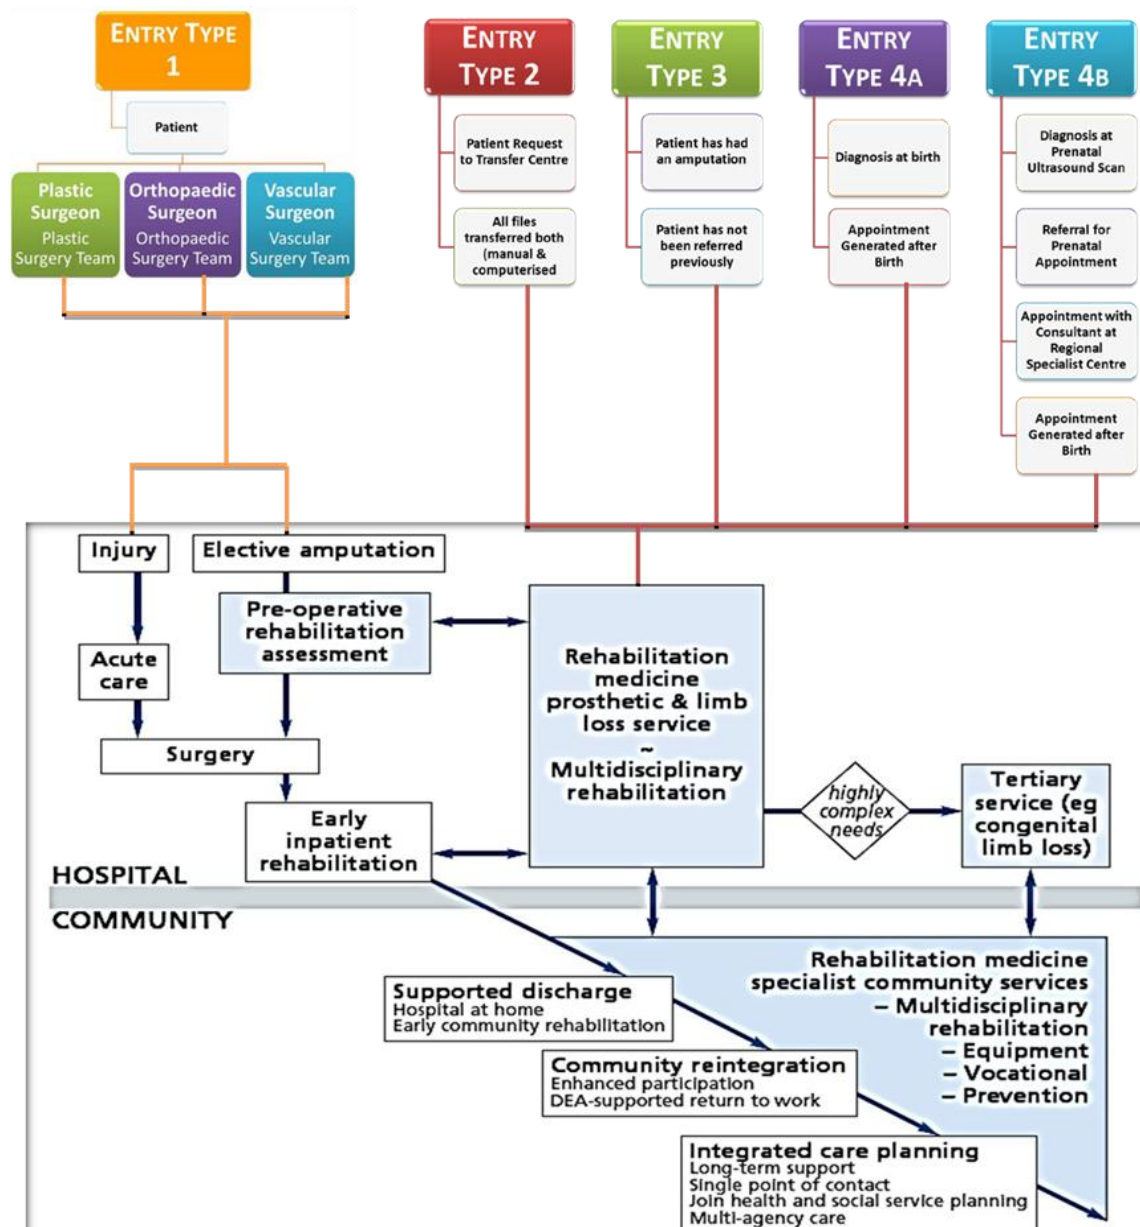 ENTRY TYPE
1
Patient
Plastic
Surgeon
Plastic
Surgery Team
Orthopaedic
Surgeon
Orthopaedic
Surgery Team
Vascular
Surgeon
Vascular
Surgery Team
ENTRY
TYPE 2
Patient Request
to Transfer Centre
All files
transferred both
(manual &
computerised
ENTRY
TYPE 3
Patient has had
an amputation
Patient has not
been referred
previously
ENTRY
TYPE 4A
Diagnosis at birth
Appointment
Generated after
Birth
ENTRY
TYPE 4B
Diagnosis at
Prenatal
Ultrasound Scan
Referral for
Prenatal
Appointment
Appointment with
Consultant at
Regional
Specialist Centre
Appointment
Generated after
Birth
Injury
Elective amputation
Pre-operative
rehabilitation
assessment
Acute
care
Surgery
Early
inpatient
rehabilitation
Rehabilitation
medicine
prosthetic & limb
loss service
~
Multidisciplinary
rehabilitation
highly
complex
needs
Tertiary
service (eg
congenital
limb loss)
HOSPITAL
COMMUNITY
Rehabilitation medicine
specialist community services
– Multidisciplinary
rehabilitation
– Equipment
– Vocational
– Prevention
Supported discharge
Hospital at home
Early community rehabilitation
Community reintegration
Enhanced participation
DEA-supported return to work
Integrated care planning
Long-term support
Single point of contact
Join health and social service planning
Multi-agency care